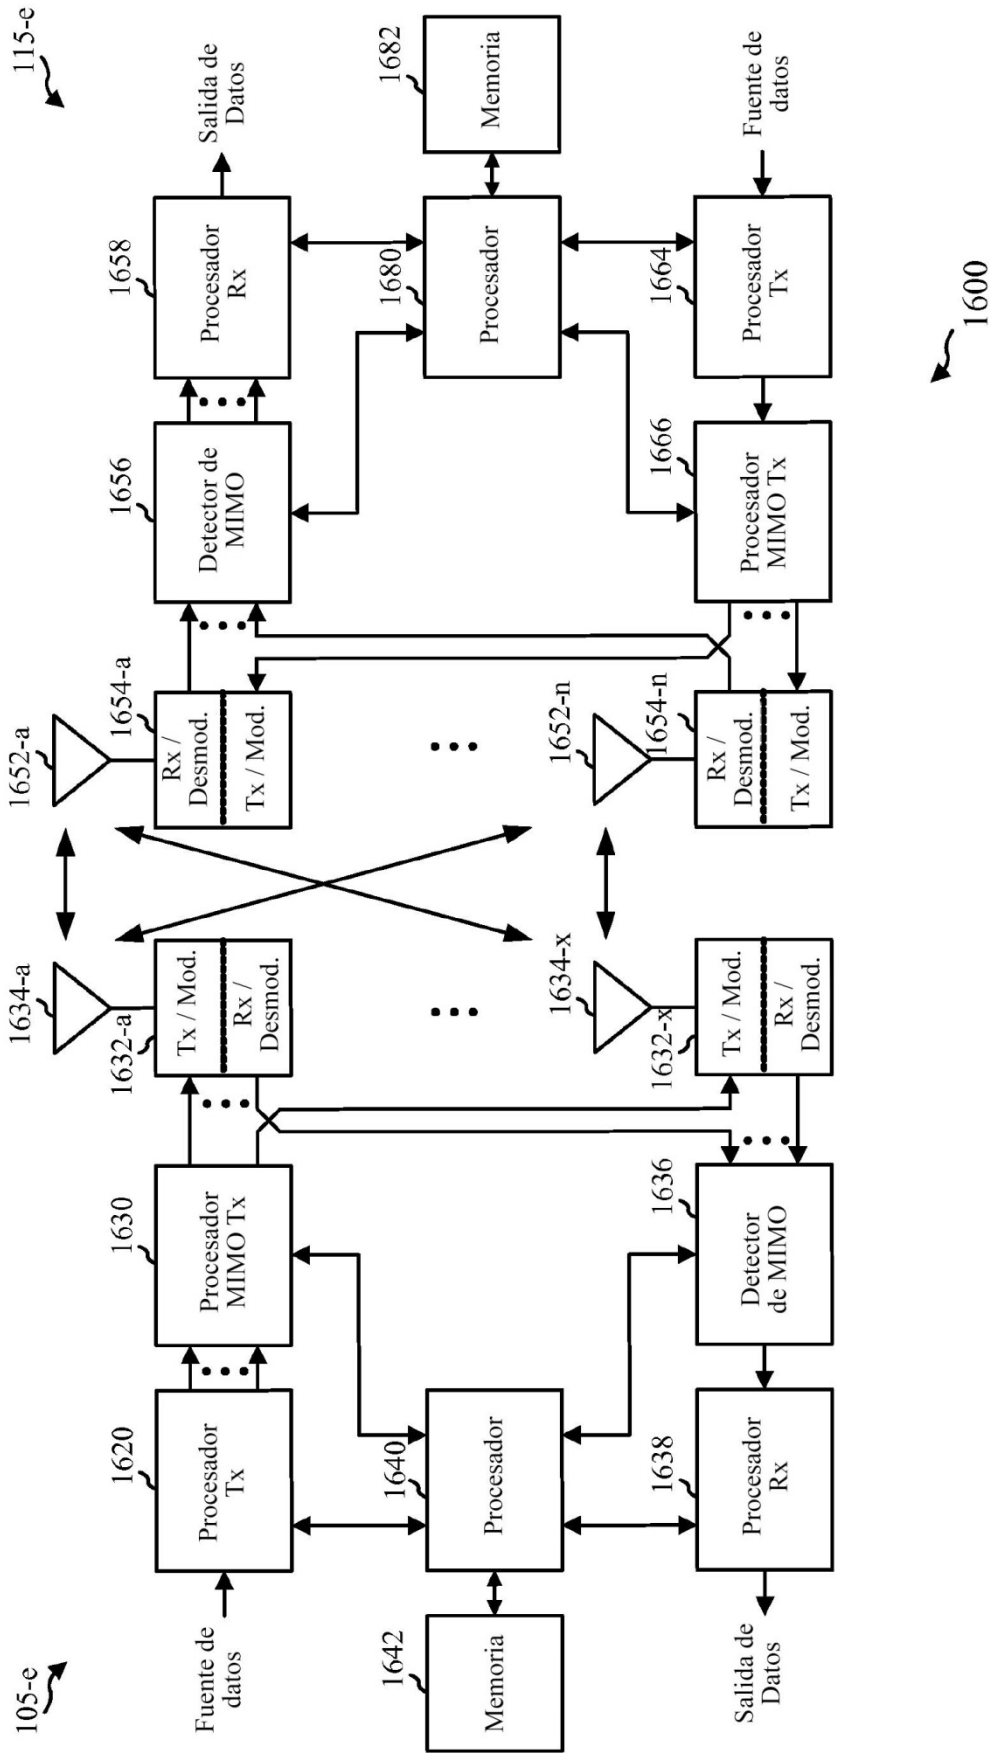 105-e
115-e
Fuente de
datos
1620
Procesador
Tx
1630
Procesador
MIMO Tx
1632-a
Tx / Mod.
Rx /
Desmod.
1634-a
1652-a
1654-a
Rx /
Desmod.
Tx / Mod.
1656
Detector de
MIMO
1658
Procesador
Rx
Salida de
Datos
1642
Memoria
1640
Procesador
1680
Procesador
1682
Memoria
Salida de
Datos
1638
Procesador
Rx
1636
Detector
de MIMO
1632-x
Tx / Mod.
Rx /
Desmod.
1634-x
1652-n
1654-n
Rx /
Desmod.
Tx / Mod.
1666
Procesador
MIMO Tx
1664
Procesador
Tx
Fuente de
datos
1600